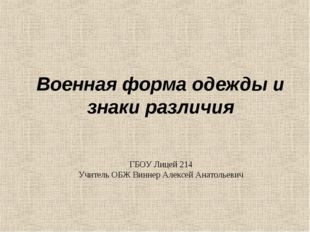 Военная форма одежды и
знаки различия
ГБОУ Лицей 214
Учитель ОБЖ Виннер Алексей Анатольевич